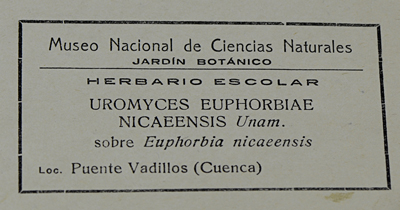 Museo Nacional de Ciencias Naturales
JARDÍN BOTÁNICO
HERBARIO ESCOLAR
UROMYCES EUPHORBIAE
NICAEENSIS Unam.
sobre Euphorbia nicaeensis
Loc. Puente Vadillos (Cuenca)